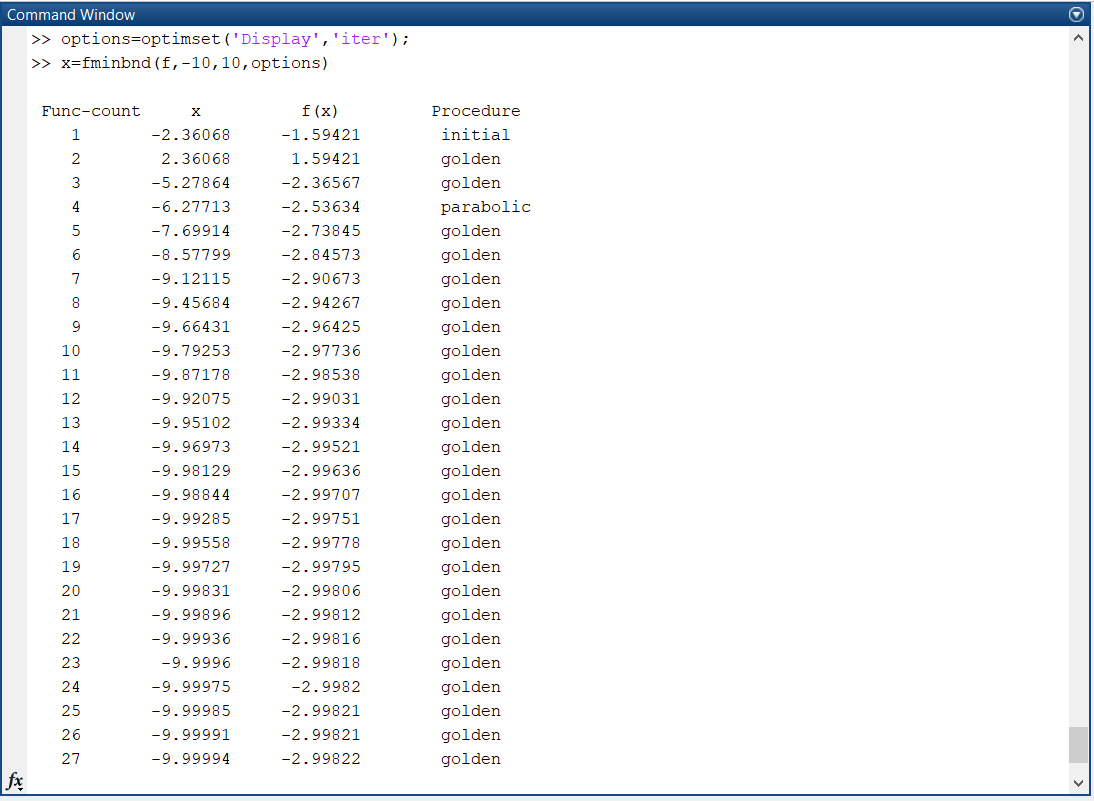 Command Window
>> options=optimset('Display','iter');
>> x=fminbnd(f,-10,10,options)
Func-count x f(x) Procedure
1 -2.36068 -1.59421 initial
2 2.36068 1.59421 golden
3 -5.27864 -2.36567 golden
4 -6.27713 -2.53634 parabolic
5 -7.69914 -2.73845 golden
6 -8.57799 -2.84573 golden
7 -9.12115 -2.90673 golden
8 -9.45684 -2.94267 golden
9 -9.66431 -2.96425 golden
10 -9.79253 -2.97736 golden
11 -9.87178 -2.98538 golden
12 -9.92075 -2.99031 golden
13 -9.95102 -2.99334 golden
14 -9.96973 -2.99521 golden
15 -9.98129 -2.99636 golden
16 -9.98844 -2.99707 golden
17 -9.99285 -2.99751 golden
18 -9.99558 -2.99778 golden
19 -9.99727 -2.99795 golden
20 -9.99831 -2.99806 golden
21 -9.99896 -2.99812 golden
22 -9.99936 -2.99816 golden
23 -9.9996 -2.99818 golden
24 -9.99975 -2.9982 golden
25 -9.99985 -2.99821 golden
26 -9.99991 -2.99821 golden
27 -9.99994 -2.99822 golden
fx